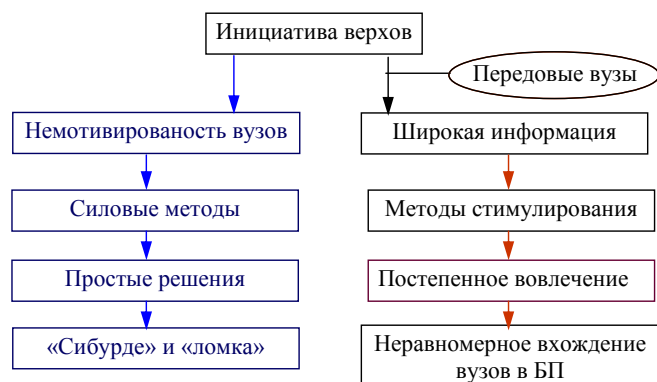 Инициатива верхов
Передовые вузы
Немотивированость вузов
Широкая информация
Силовые методы
Методы стимулирования
Простые решения
Постепенное вовлечение
«Сибурде» и «ломка»
Неравномерное вхождение
вузов в БП